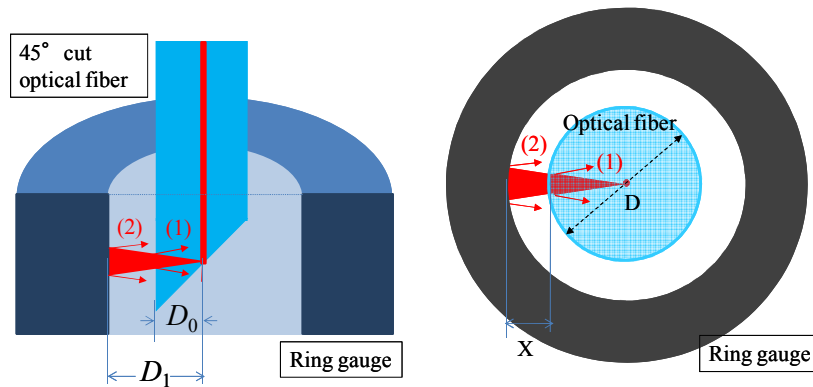 45° cut
optical fiber
(2)
(1)
D₀
D₁
Ring gauge
Optical fiber
(2)
(1)
D
X
Ring gauge